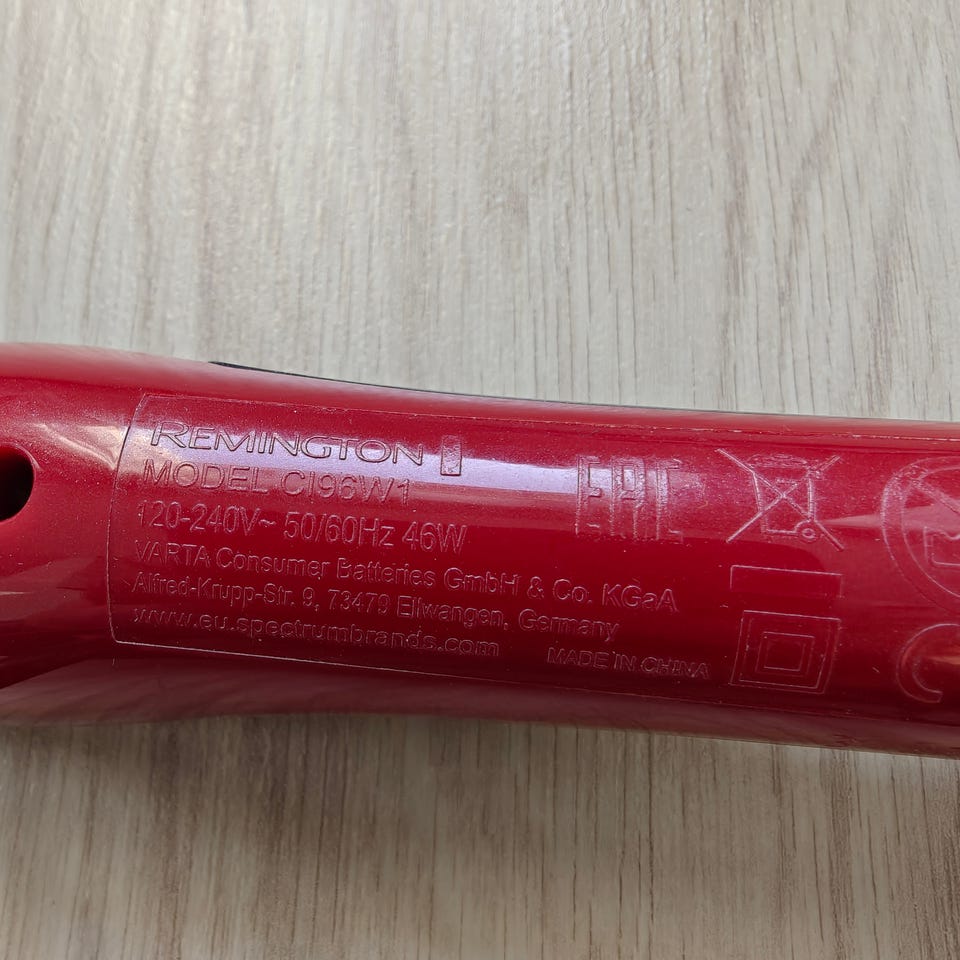 REMINGTON
MODEL CI96W1
120-240V~ 50/60Hz 46W
VARTA Consumer Batteries GmbH & Co. KGaA
Alfred-Krupp-Str. 9, 73479 Ellwangen, Germany
www.eu.spectrumbrands.com
MADE IN CHINA
EAC